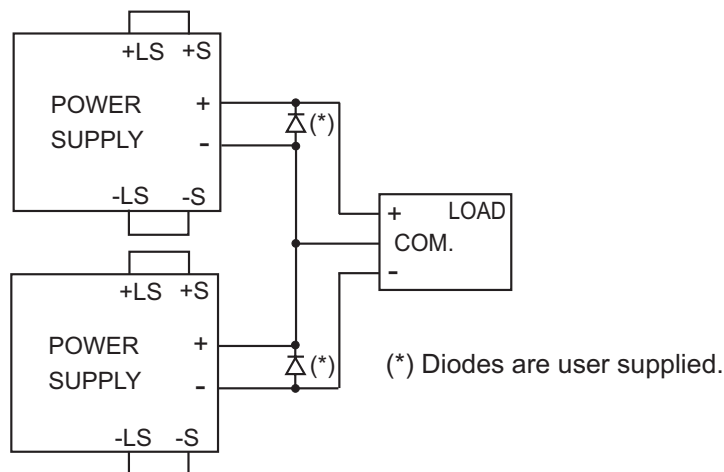 +LS +S
POWER
SUPPLY
+
-
(*)
-LS -S
+ LOAD
COM.
-
+LS +S
POWER
SUPPLY
+
-
(*)
(*) Diodes are user supplied.
-LS -S